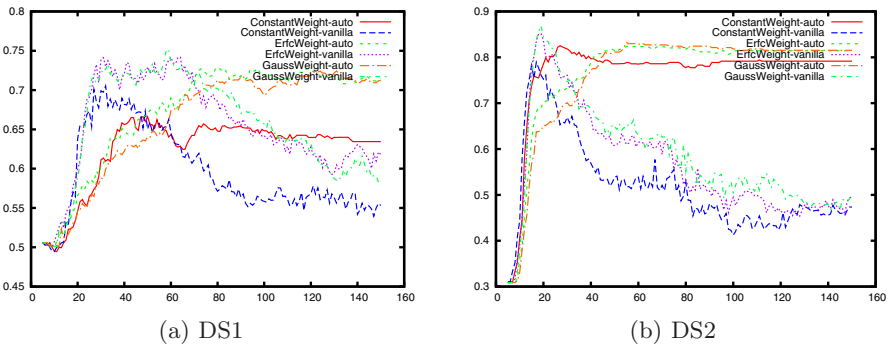 0.8
0.75
0.7
0.65
0.6
0.55
0.5
0.45
0 20 40 60 80 100 120 140 160
ConstantWeight-auto
ConstantWeight-vanilla
ErfcWeight-auto
ErfcWeight-vanilla
GaussWeight-auto
GaussWeight-vanilla
(a) DS1
0.9
0.8
0.7
0.6
0.5
0.4
0.3
0 20 40 60 80 100 120 140 160
ConstantWeight-auto
ConstantWeight-vanilla
ErfcWeight-auto
ErfcWeight-vanilla
GaussWeight-auto
GaussWeight-vanilla
(b) DS2